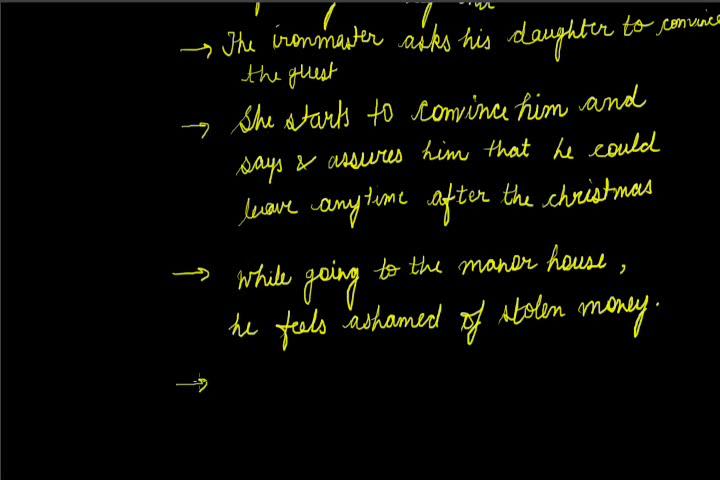 → The ironmaster asks his daughter to convince
the guest
→ She starts to convince him and
says & assures him that he could
leave anytime after the christmas
→ While going to the manor house,
he feels ashamed of stolen money.
→